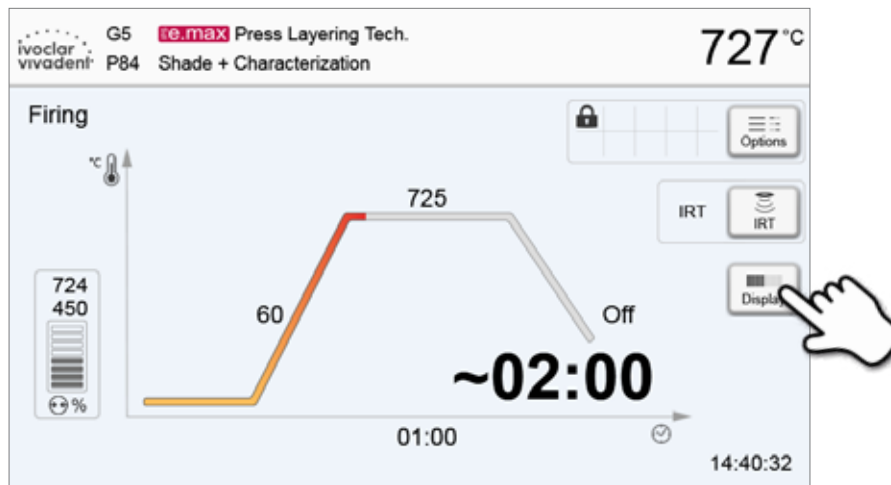 ivoclar vivadent
G5 IPS e.max Press Layering Tech.
P84 Shade + Characterization
727 °C
Firing
Options
°C
725
IRT IRT
724
450
60
Off
Display
~02:00
%
01:00
14:40:32